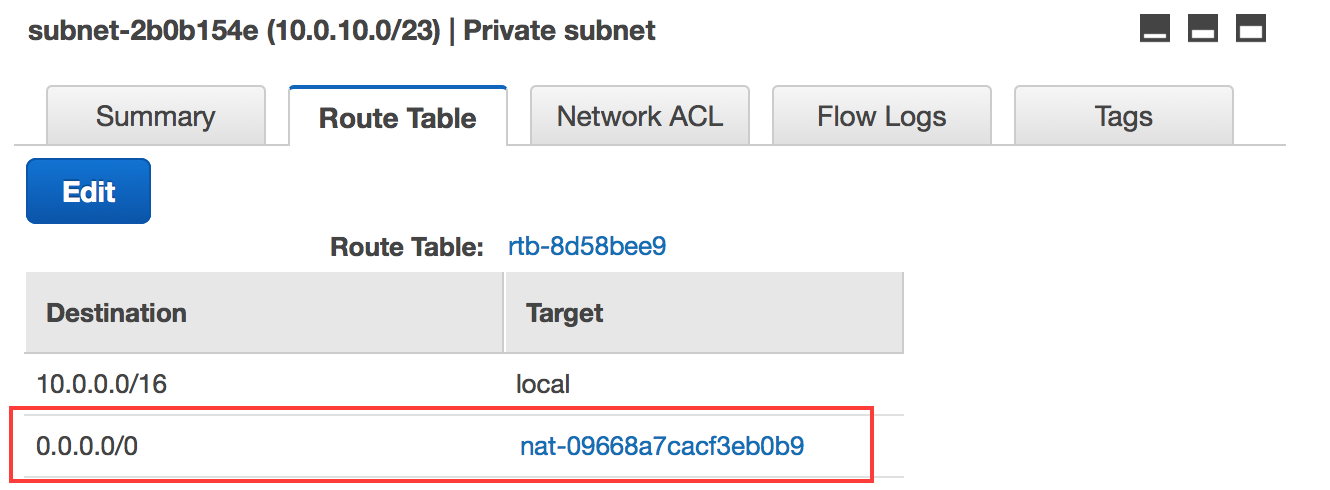 subnet-2b0b154e (10.0.10.0/23) | Private subnet
Summary Route Table Network ACL Flow Logs Tags
Edit
Route Table: rtb-8d58bee9
Destination Target
10.0.0.0/16 local
0.0.0.0/0 nat-09668a7cacf3eb0b9